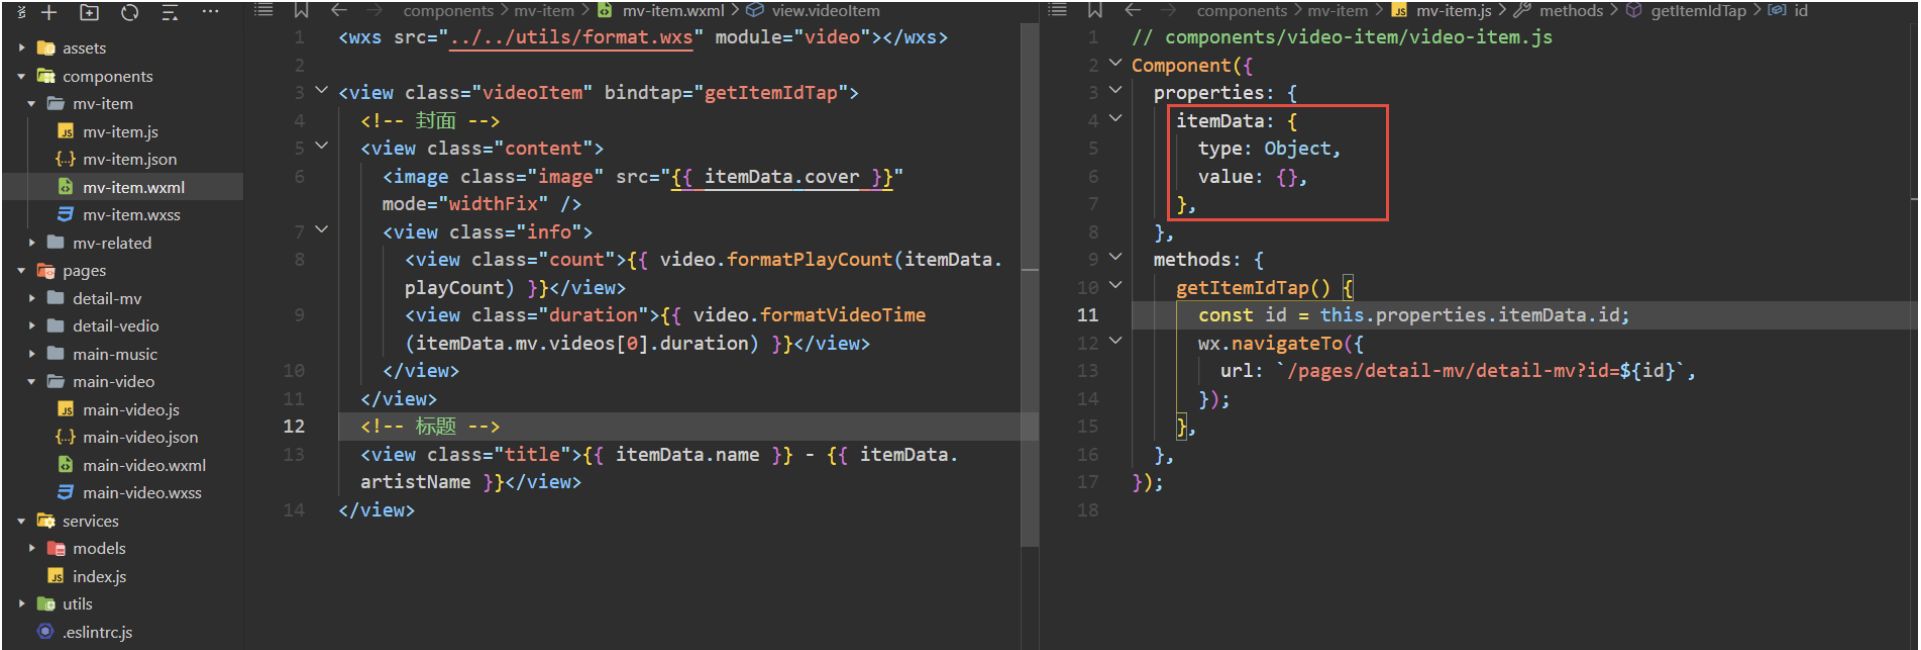 assets
components
mv-item
mv-item.js
mv-item.json
mv-item.wxml
mv-item.wxss
mv-related
pages
detail-mv
detail-vedio
main-music
main-video
main-video.js
main-video.json
main-video.wxml
main-video.wxss
services
models
index.js
utils
.eslintrc.js
components > mv-item > mv-item.wxml > view.videoItem
1 <wxs src="../../utils/format.wxs" module="video"></wxs>
2
3 <view class="videoItem" bindtap="getItemIdTap">
4 <!-- 封面 -->
5 <view class="content">
6 <image class="image" src="{{ itemData.cover }}"
mode="widthFix" />
7 <view class="info">
8 <view class="count">{{ video.formatPlayCount(itemData.
playCount) }}</view>
9 <view class="duration">{{ video.formatVideoTime
(itemData.mv.videos[0].duration) }}</view>
10 </view>
11 </view>
12 <!-- 标题 -->
13 <view class="title">{{ itemData.name }} - {{ itemData.
artistName }}</view>
14 </view>
components > mv-item > mv-item.js > methods > getItemIdTap > id
1 // components/video-item/video-item.js
2 Component({
3 properties: {
4 itemData: {
5 type: Object,
6 value: {},
7 },
8 },
9 methods: {
10 getItemIdTap() {
11 const id = this.properties.itemData.id;
12 wx.navigateTo({
13 url: `/pages/detail-mv/detail-mv?id=${id}`,
14 });
15 },
16 },
17 });
18